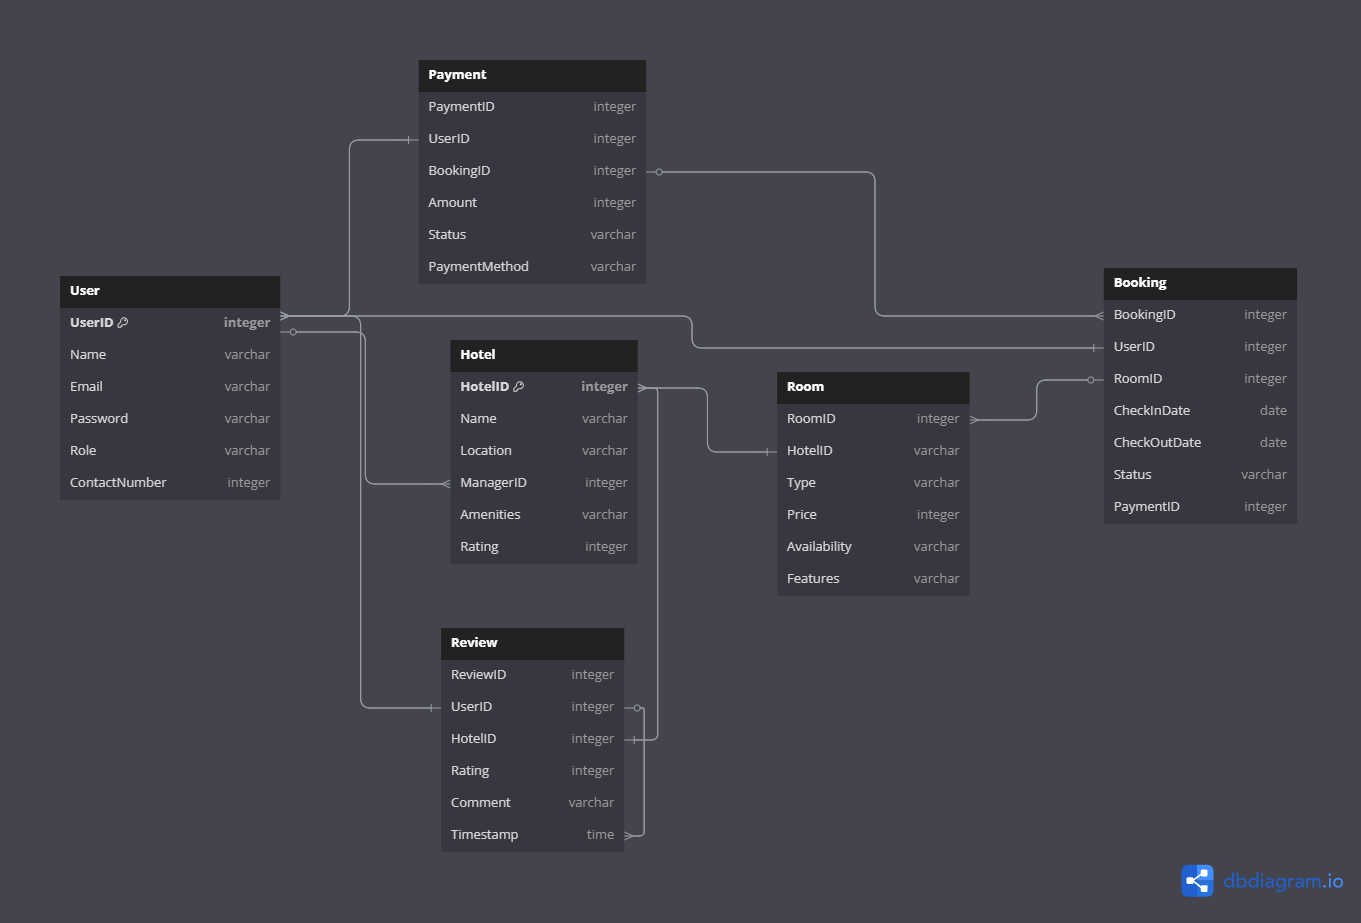 Payment
PaymentID integer
UserID integer
BookingID integer
Amount integer
Status varchar
PaymentMethod varchar
User
UserID integer
Name varchar
Email varchar
Password varchar
Role varchar
ContactNumber integer
Hotel
HotelID integer
Name varchar
Location varchar
ManagerID integer
Amenities varchar
Rating integer
Room
RoomID integer
HotelID varchar
Type varchar
Price integer
Availability varchar
Features varchar
Booking
BookingID integer
UserID integer
RoomID integer
CheckInDate date
CheckOutDate date
Status varchar
PaymentID integer
Review
ReviewID integer
UserID integer
HotelID integer
Rating integer
Comment varchar
Timestamp time
dbdiagram.io